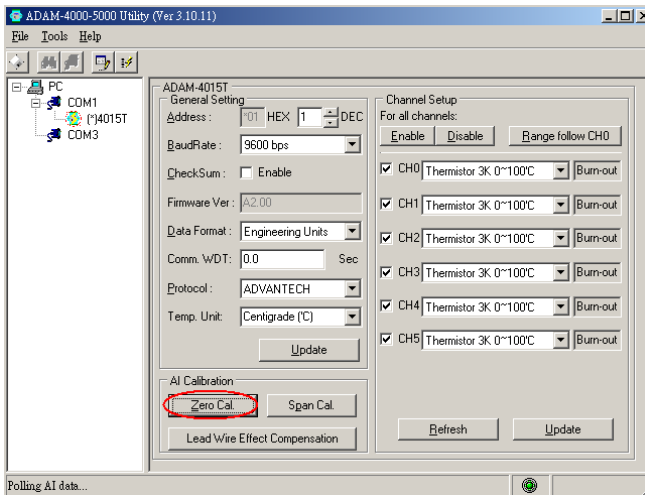 ADAM-4000-5000 Utility (Ver 3.10.11)
File Tools Help
PC
COM1
(*)4015T
COM3
ADAM-4015T
General Setting
Address: *01 HEX 1 DEC
BaudRate: 9600 bps
CheckSum: Enable
Firmware Ver: A2.00
Data Format: Engineering Units
Comm. WDT: 0.0 Sec
Protocol: ADVANTECH
Temp. Unit: Centigrade ('C)
Update
AI Calibration
Zero Cal. Span Cal.
Lead Wire Effect Compensation
Channel Setup
For all channels:
Enable Disable Range follow CH0
CH0 Thermistor 3K 0~100'C Burn-out
CH1 Thermistor 3K 0~100'C Burn-out
CH2 Thermistor 3K 0~100'C Burn-out
CH3 Thermistor 3K 0~100'C Burn-out
CH4 Thermistor 3K 0~100'C Burn-out
CH5 Thermistor 3K 0~100'C Burn-out
Refresh Update
Polling AI data...